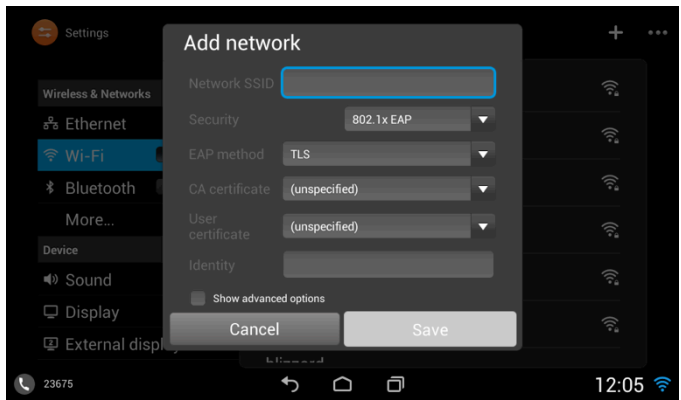 Settings
Add network
Wireless & Networks
Network SSID
Ethernet
Security
802.1x EAP
Wi-Fi
EAP method
TLS
Bluetooth
CA certificate
(unspecified)
More...
User
certificate
(unspecified)
Device
Identity
Sound
Show advanced options
Display
Cancel
Save
External display
23675
12:05